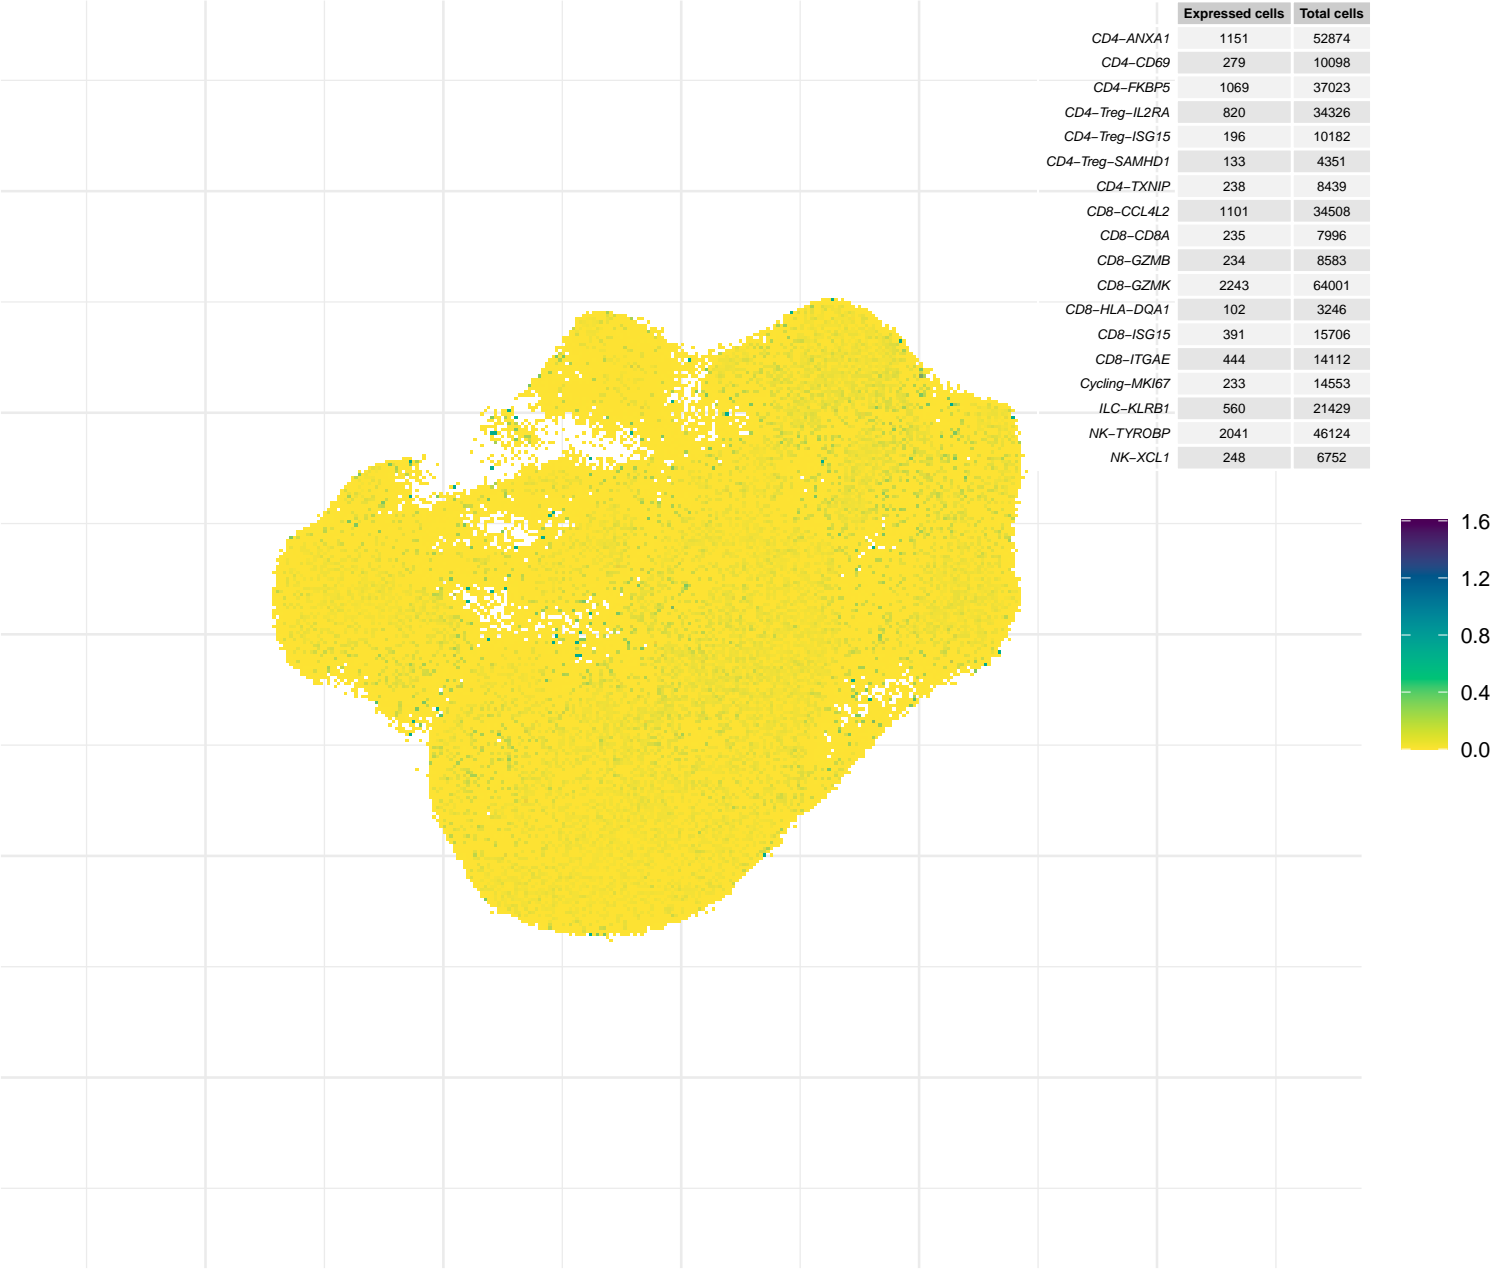 Expressed cells Total cells
CD4−ANXA1 1151 52874
CD4−CD69 279 10098
CD4−FKBP5 1069 37023
CD4−Treg−IL2RA 820 34326
CD4−Treg−ISG15 196 10182
CD4−Treg−SAMHD1 133 4351
CD4−TXNIP 238 8439
CD8−CCL4L2 1101 34508
CD8−CD8A 235 7996
CD8−GZMB 234 8583
CD8−GZMK 2243 64001
CD8−HLA−DQA1 102 3246
CD8−ISG15 391 15706
CD8−ITGAE 444 14112
Cycling−MKI67 233 14553
ILC−KLRB1 560 21429
NK−TYROBP 2041 46124
NK−XCL1 248 6752
1.6
1.2
0.8
0.4
0.0